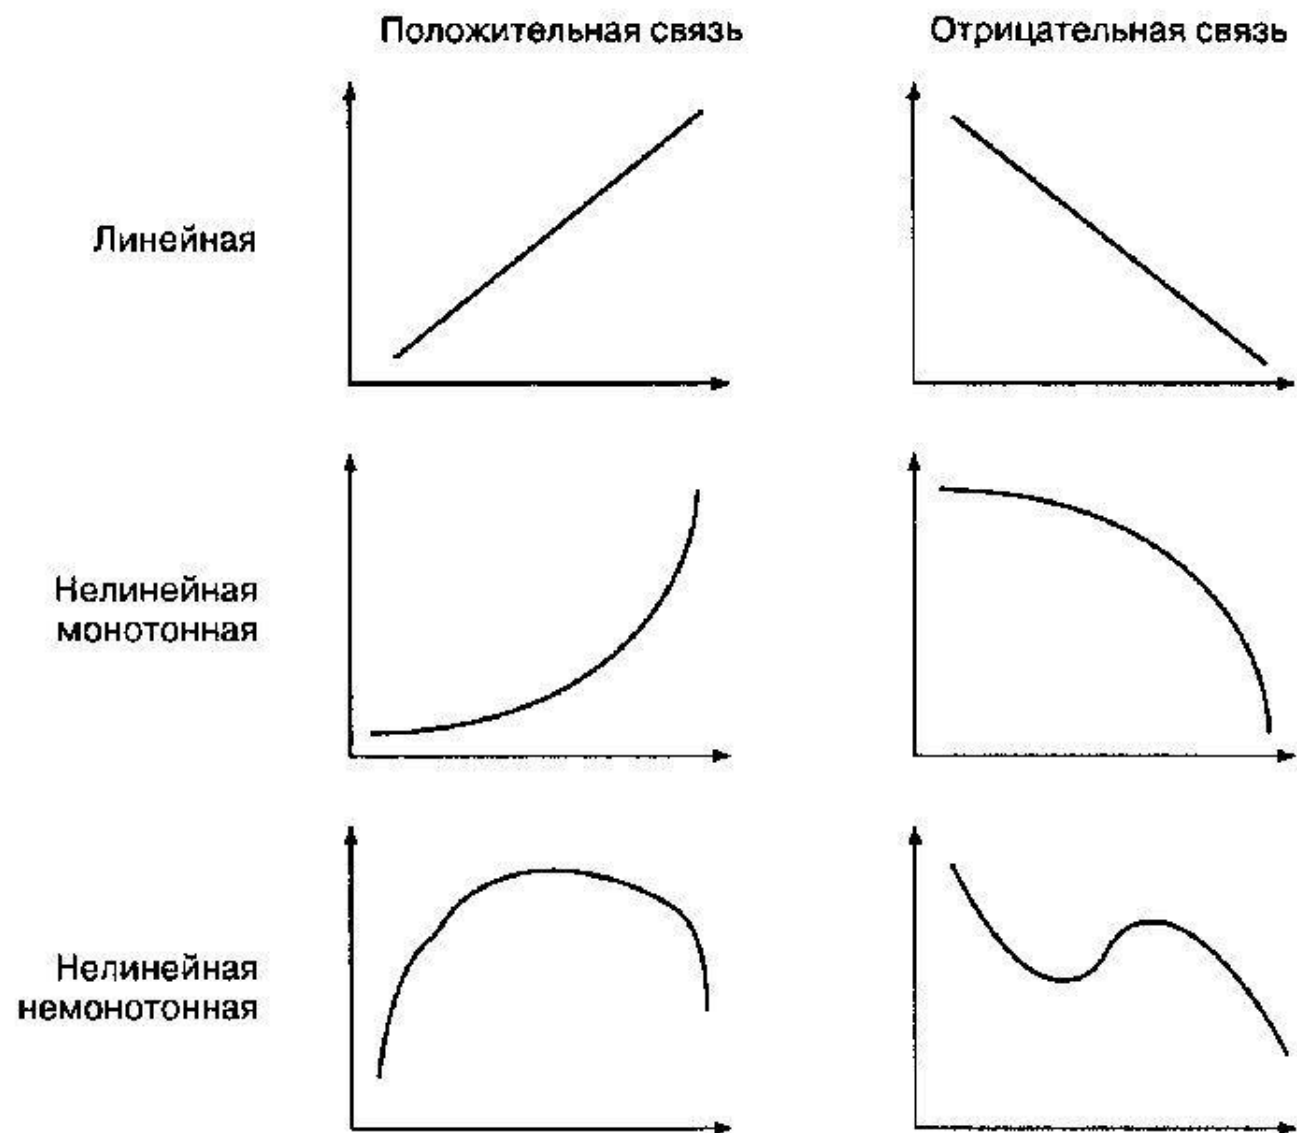 Положительная связь
Отрицательная связь
Линейная
Нелинейная
монотонная
Нелинейная
немонотонная